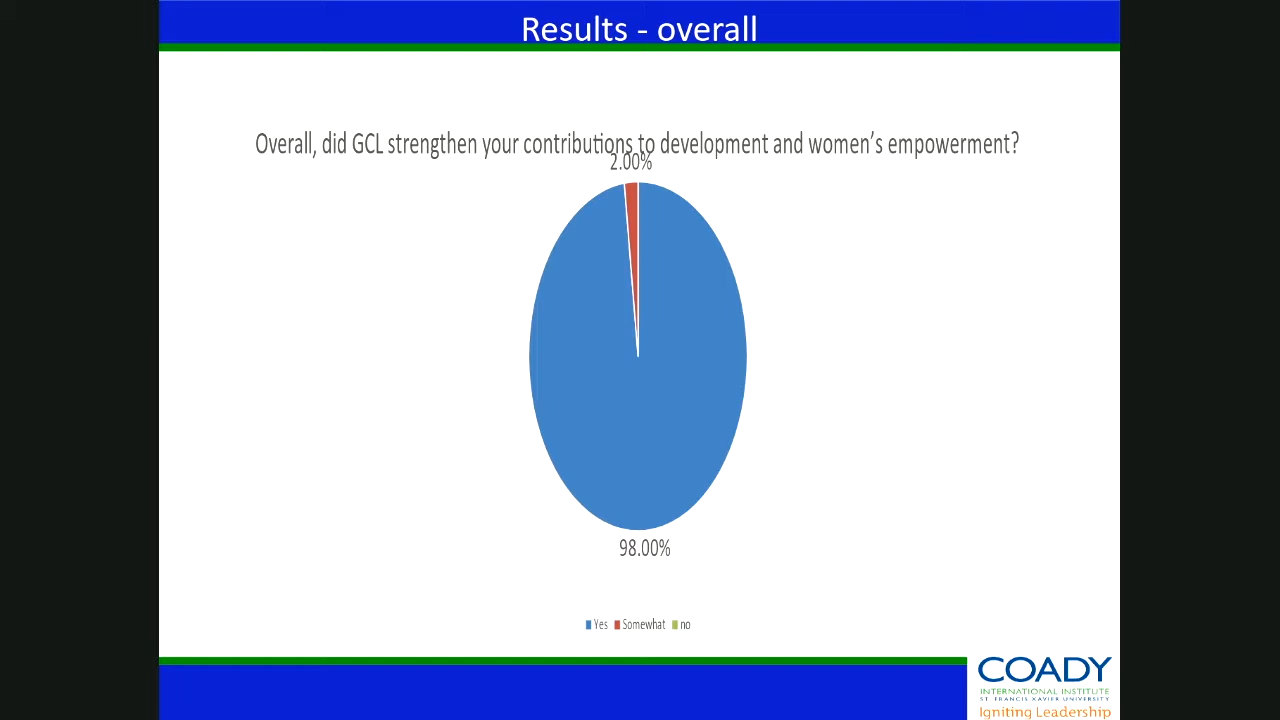 Results - overall
Overall, did GCL strengthen your contributions to development and women's empowerment?
2.00%
98.00%
Yes Somewhat no
COADY
INTERNATIONAL INSTITUTE
ST. FRANCIS XAVIER UNIVERSITY
Igniting Leadership